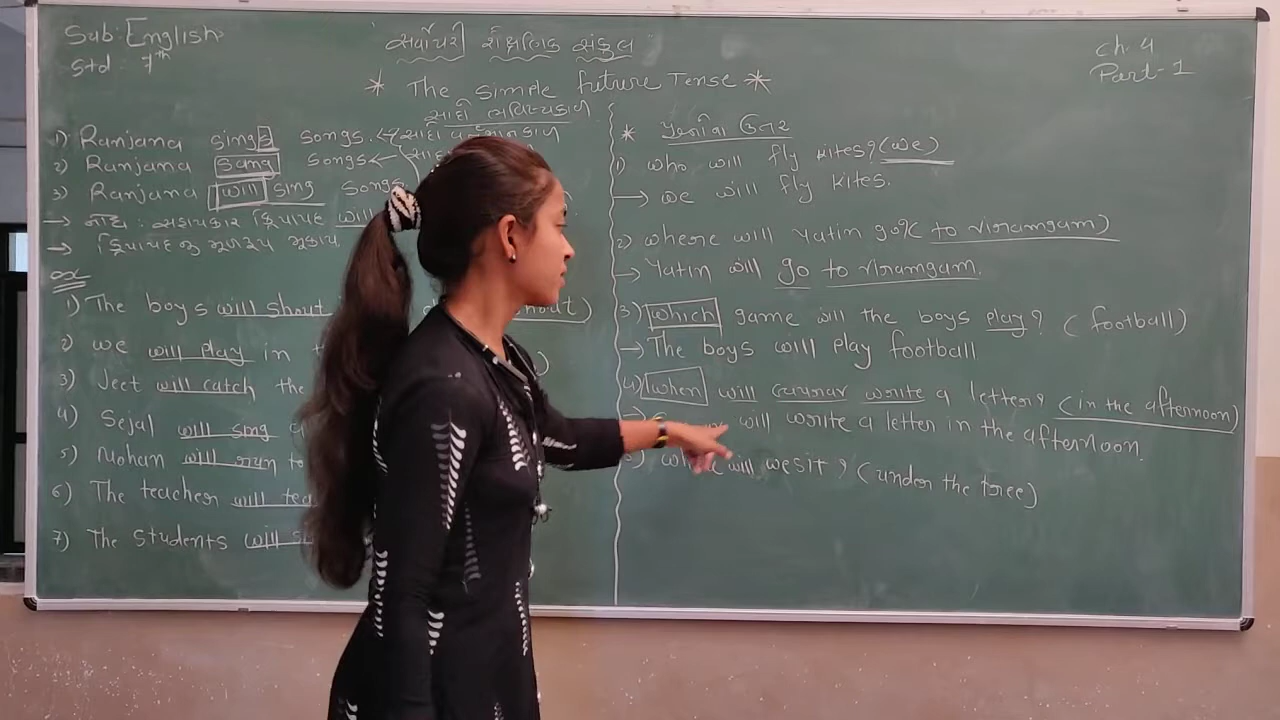 Sub: English
Std : 7th
સર્વોપરી શૈક્ષણિક સંકુલ
Ch. 4
Part-1
* The simple future Tense *
સાદો ભવિષ્યકાળ
1) Ranjana sings songs. ← સાદો વર્તમાનકાળ
2) Ranjana sang songs ←
3) Ranjana will sing songs
→ નોંધ : સહાયકારક ક્રિયાપદ will
→ ક્રિયાપદનું મૂળરૂપ મૂકાય
1) The boys will shout shout)
2) we will play in
3) Jeet will catch the
4) Sejal will sing
5) Mohan will run to
6) The teacher will tea
7) The students will s
* પ્રશ્નોના ઉત્તર
1) who will fly kites? (we)
→ we will fly kites.
2) where will Yatin go? (to viramgam)
→ Yatin will go to viramgam.
3) which game will the boys play? (football)
→ The boys will play football
4) when will write a letter? (in the afternoon)
will write a letter in the afternoon.
will we sit ? (under the tree)